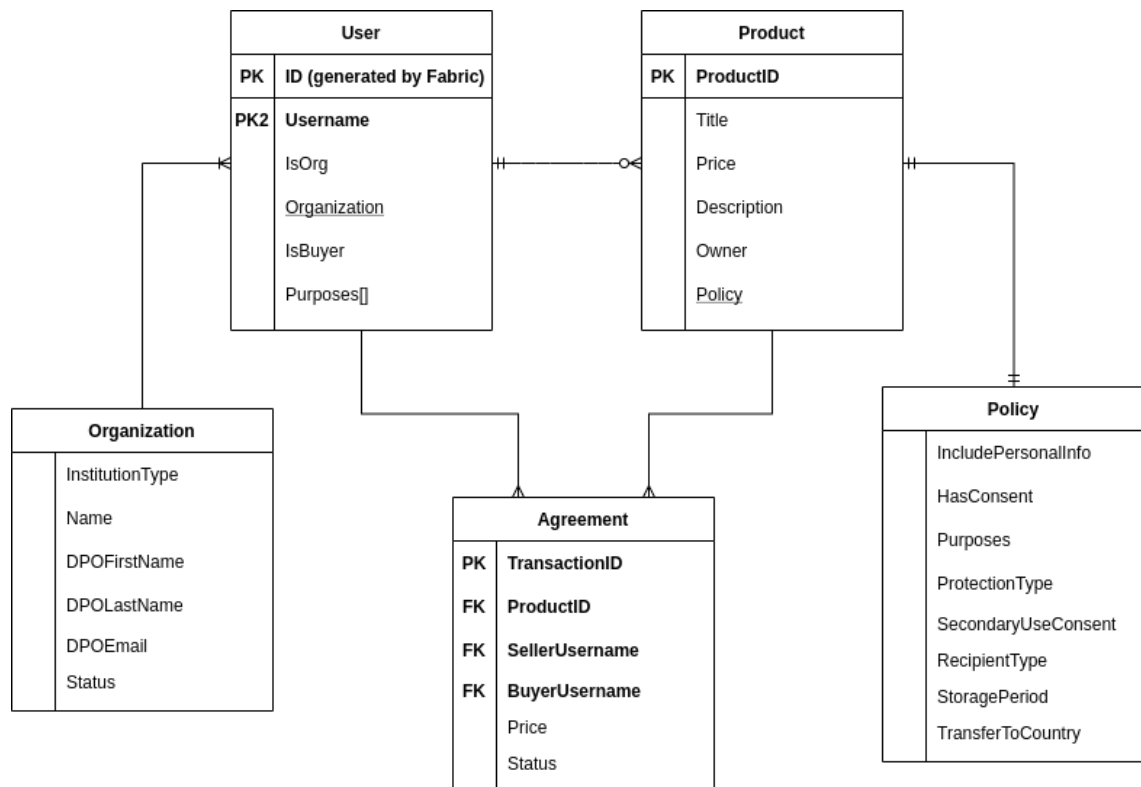 User
PK ID (generated by Fabric)
PK2 Username
IsOrg
Organization
IsBuyer
Purposes[]
Product
PK ProductID
Title
Price
Description
Owner
Policy
Organization
InstitutionType
Name
DPOFirstName
DPOLastName
DPOEmail
Status
Agreement
PK TransactionID
FK ProductID
FK SellerUsername
FK BuyerUsername
Price
Status
Policy
IncludePersonalInfo
HasConsent
Purposes
ProtectionType
SecondaryUseConsent
RecipientType
StoragePeriod
TransferToCountry